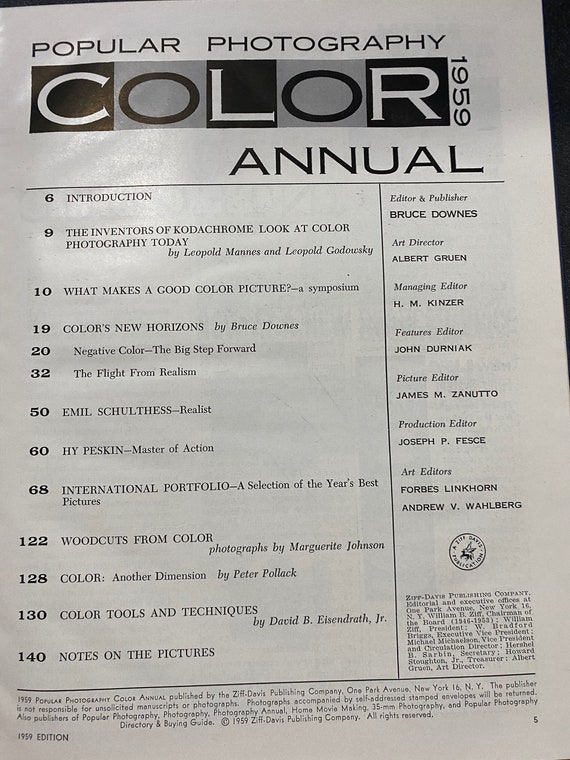 POPULAR PHOTOGRAPHY
COLOR
1959
ANNUAL
6 INTRODUCTION
9 THE INVENTORS OF KODACHROME LOOK AT COLOR
PHOTOGRAPHY TODAY
by Leopold Mannes and Leopold Godowsky
10 WHAT MAKES A GOOD COLOR PICTURE?—a symposium
19 COLOR'S NEW HORIZONS by Bruce Downes
20 Negative Color—The Big Step Forward
32 The Flight From Realism
50 EMIL SCHULTHESS—Realist
60 HY PESKIN—Master of Action
68 INTERNATIONAL PORTFOLIO—A Selection of the Year's Best
Pictures
122 WOODCUTS FROM COLOR
photographs by Marguerite Johnson
128 COLOR: Another Dimension by Peter Pollack
130 COLOR TOOLS AND TECHNIQUES
by David B. Eisendrath, Jr.
140 NOTES ON THE PICTURES
Editor & Publisher
BRUCE DOWNES
Art Director
ALBERT GRUEN
Managing Editor
H. M. KINZER
Features Editor
JOHN DURNIAK
Picture Editor
JAMES M. ZANUTTO
Production Editor
JOSEPH P. FESCE
Art Editors
FORBES LINKHORN
ANDREW V. WAHLBERG
A ZIFF DAVIS PUBLICATION
ZIFF-DAVIS PUBLISHING COMPANY.
Editorial and executive offices at
One Park Avenue, New York 16,
N. Y. William B. Ziff, Chairman of
the Board (1946-1953); William
Ziff, President; W. Bradford
Briggs, Executive Vice President;
Michael Michaelson, Vice President
and Circulation Director; Hershel
B. Sarbin, Secretary; Howard
Stoughton, Jr., Treasurer; Albert
Gruen, Art Director.
1959 POPULAR PHOTOGRAPHY COLOR ANNUAL published by the Ziff-Davis Publishing Company, One Park Avenue, New York 16, N. Y. The publisher
is not responsible for unsolicited manuscripts or photographs. Photographs accompanied by self-addressed stamped envelopes will be returned.
Also publishers of Popular Photography, Photography Annual, Home Movie Making, 35-mm Photography, and Popular Photography
Directory & Buying Guide. © 1959 Ziff-Davis Publishing Company. All rights reserved.
1959 EDITION
5